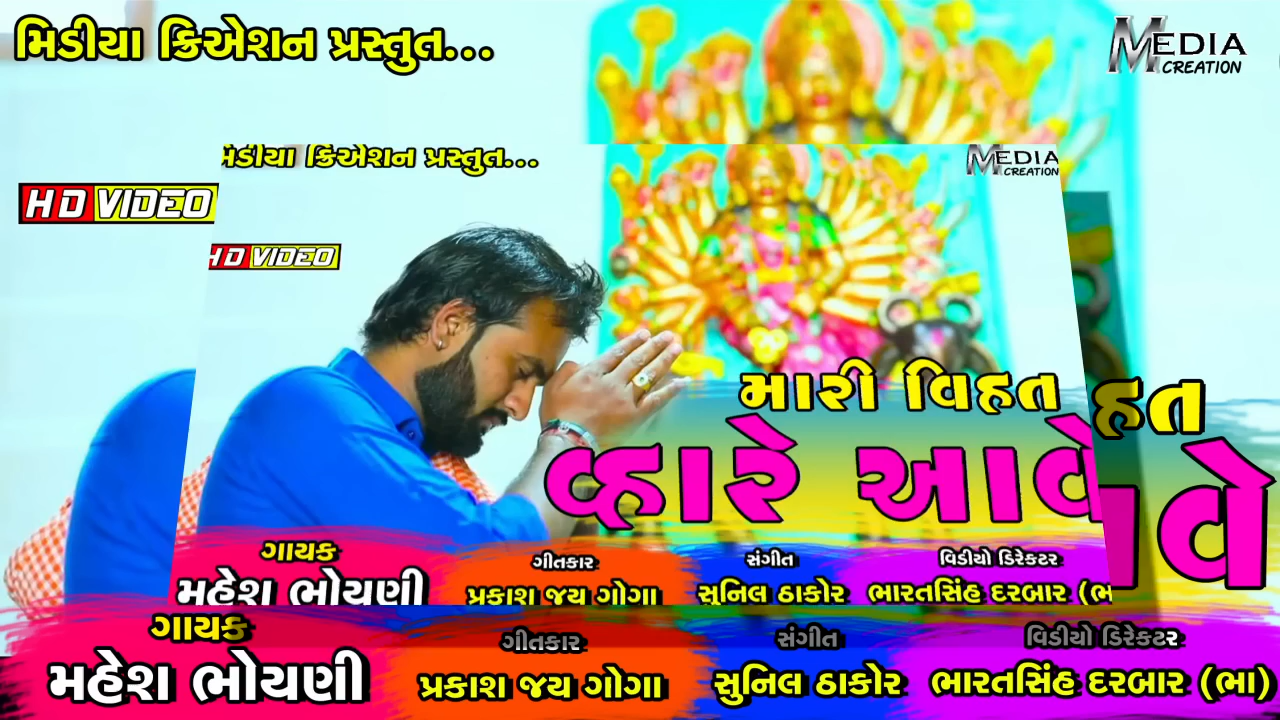 મિડીયા ક્રિએશન પ્રસ્તુત...
MEDIA
CREATION
મિડીયા ક્રિએશન પ્રસ્તુત...
MEDIA
CREATION
HD VIDEO
HD VIDEO
મારી વિહત
હત
વ્હારે આવે
વે
ગાયક
મહેશ ભોયણી
ગીતકાર
પ્રકાશ જય ગોગા
સંગીત
સુનિલ ઠાકોર
વિડીયો ડિરેક્ટર
ભારતસિંહ દરબાર (ભ
ગાયક
મહેશ ભોયણી
ગીતકાર
પ્રકાશ જય ગોગા
સંગીત
સુનિલ ઠાકોર
વિડીયો ડિરેક્ટર
ભારતસિંહ દરબાર (ભા)